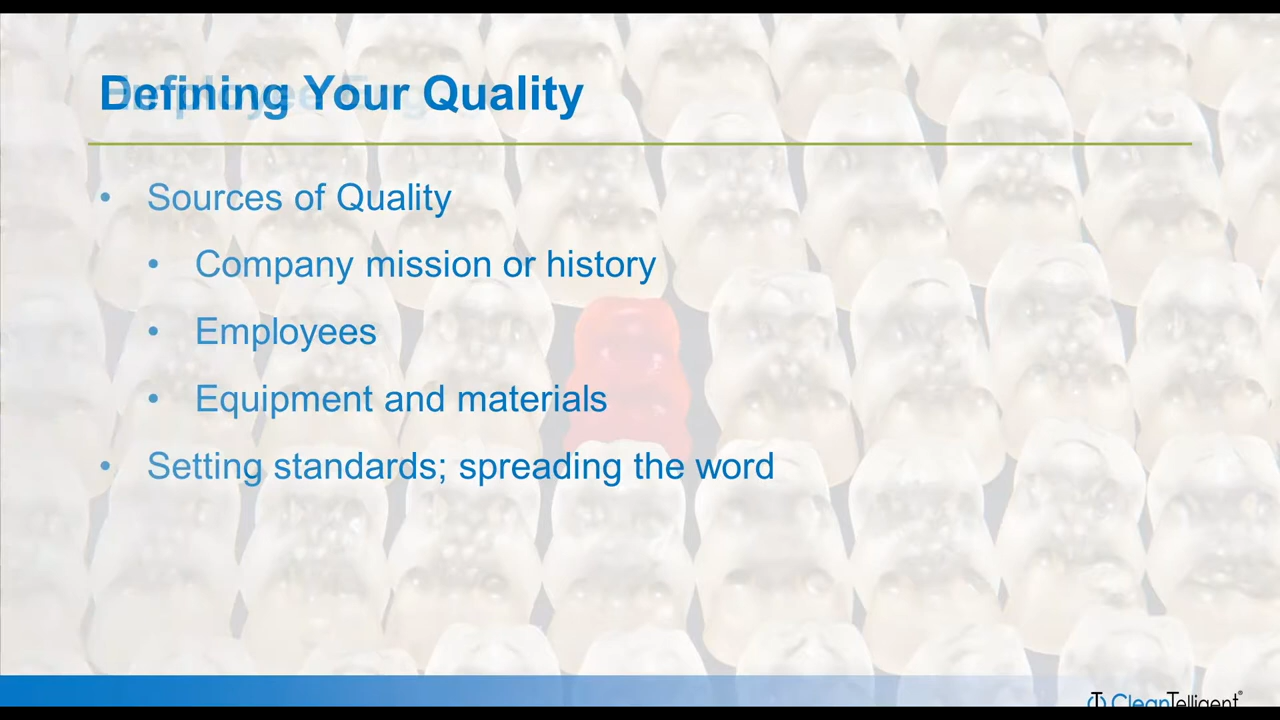 Defining Your Quality
• Sources of Quality
• Company mission or history
• Employees
• Equipment and materials
• Setting standards; spreading the word
CleanTelligent®